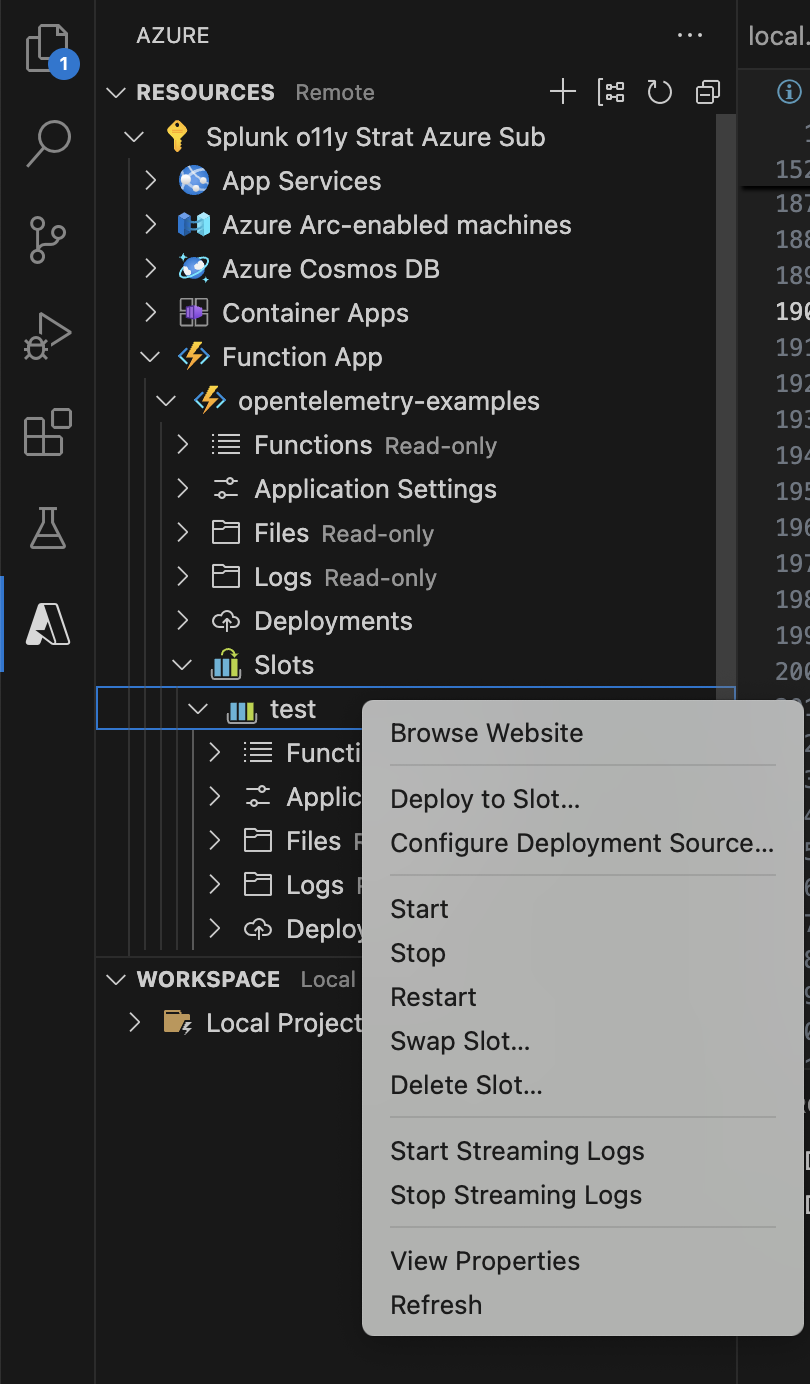 AZURE
local.
1
RESOURCES Remote
Splunk o11y Strat Azure Sub
App Services
152
187
Azure Arc-enabled machines
188
Azure Cosmos DB
189
Container Apps
190
191
Function App
192
opentelemetry-examples
193
Functions Read-only
194
Application Settings
195
Files Read-only
196
197
Logs Read-only
198
Deployments
199
Slots
200
test
Browse Website
Functi
Applic
Deploy to Slot...
Files
Configure Deployment Source...
Logs
Start
Deploy
Stop
WORKSPACE Local
Restart
Local Project
Swap Slot...
Delete Slot...
Start Streaming Logs
Stop Streaming Logs
View Properties
Refresh